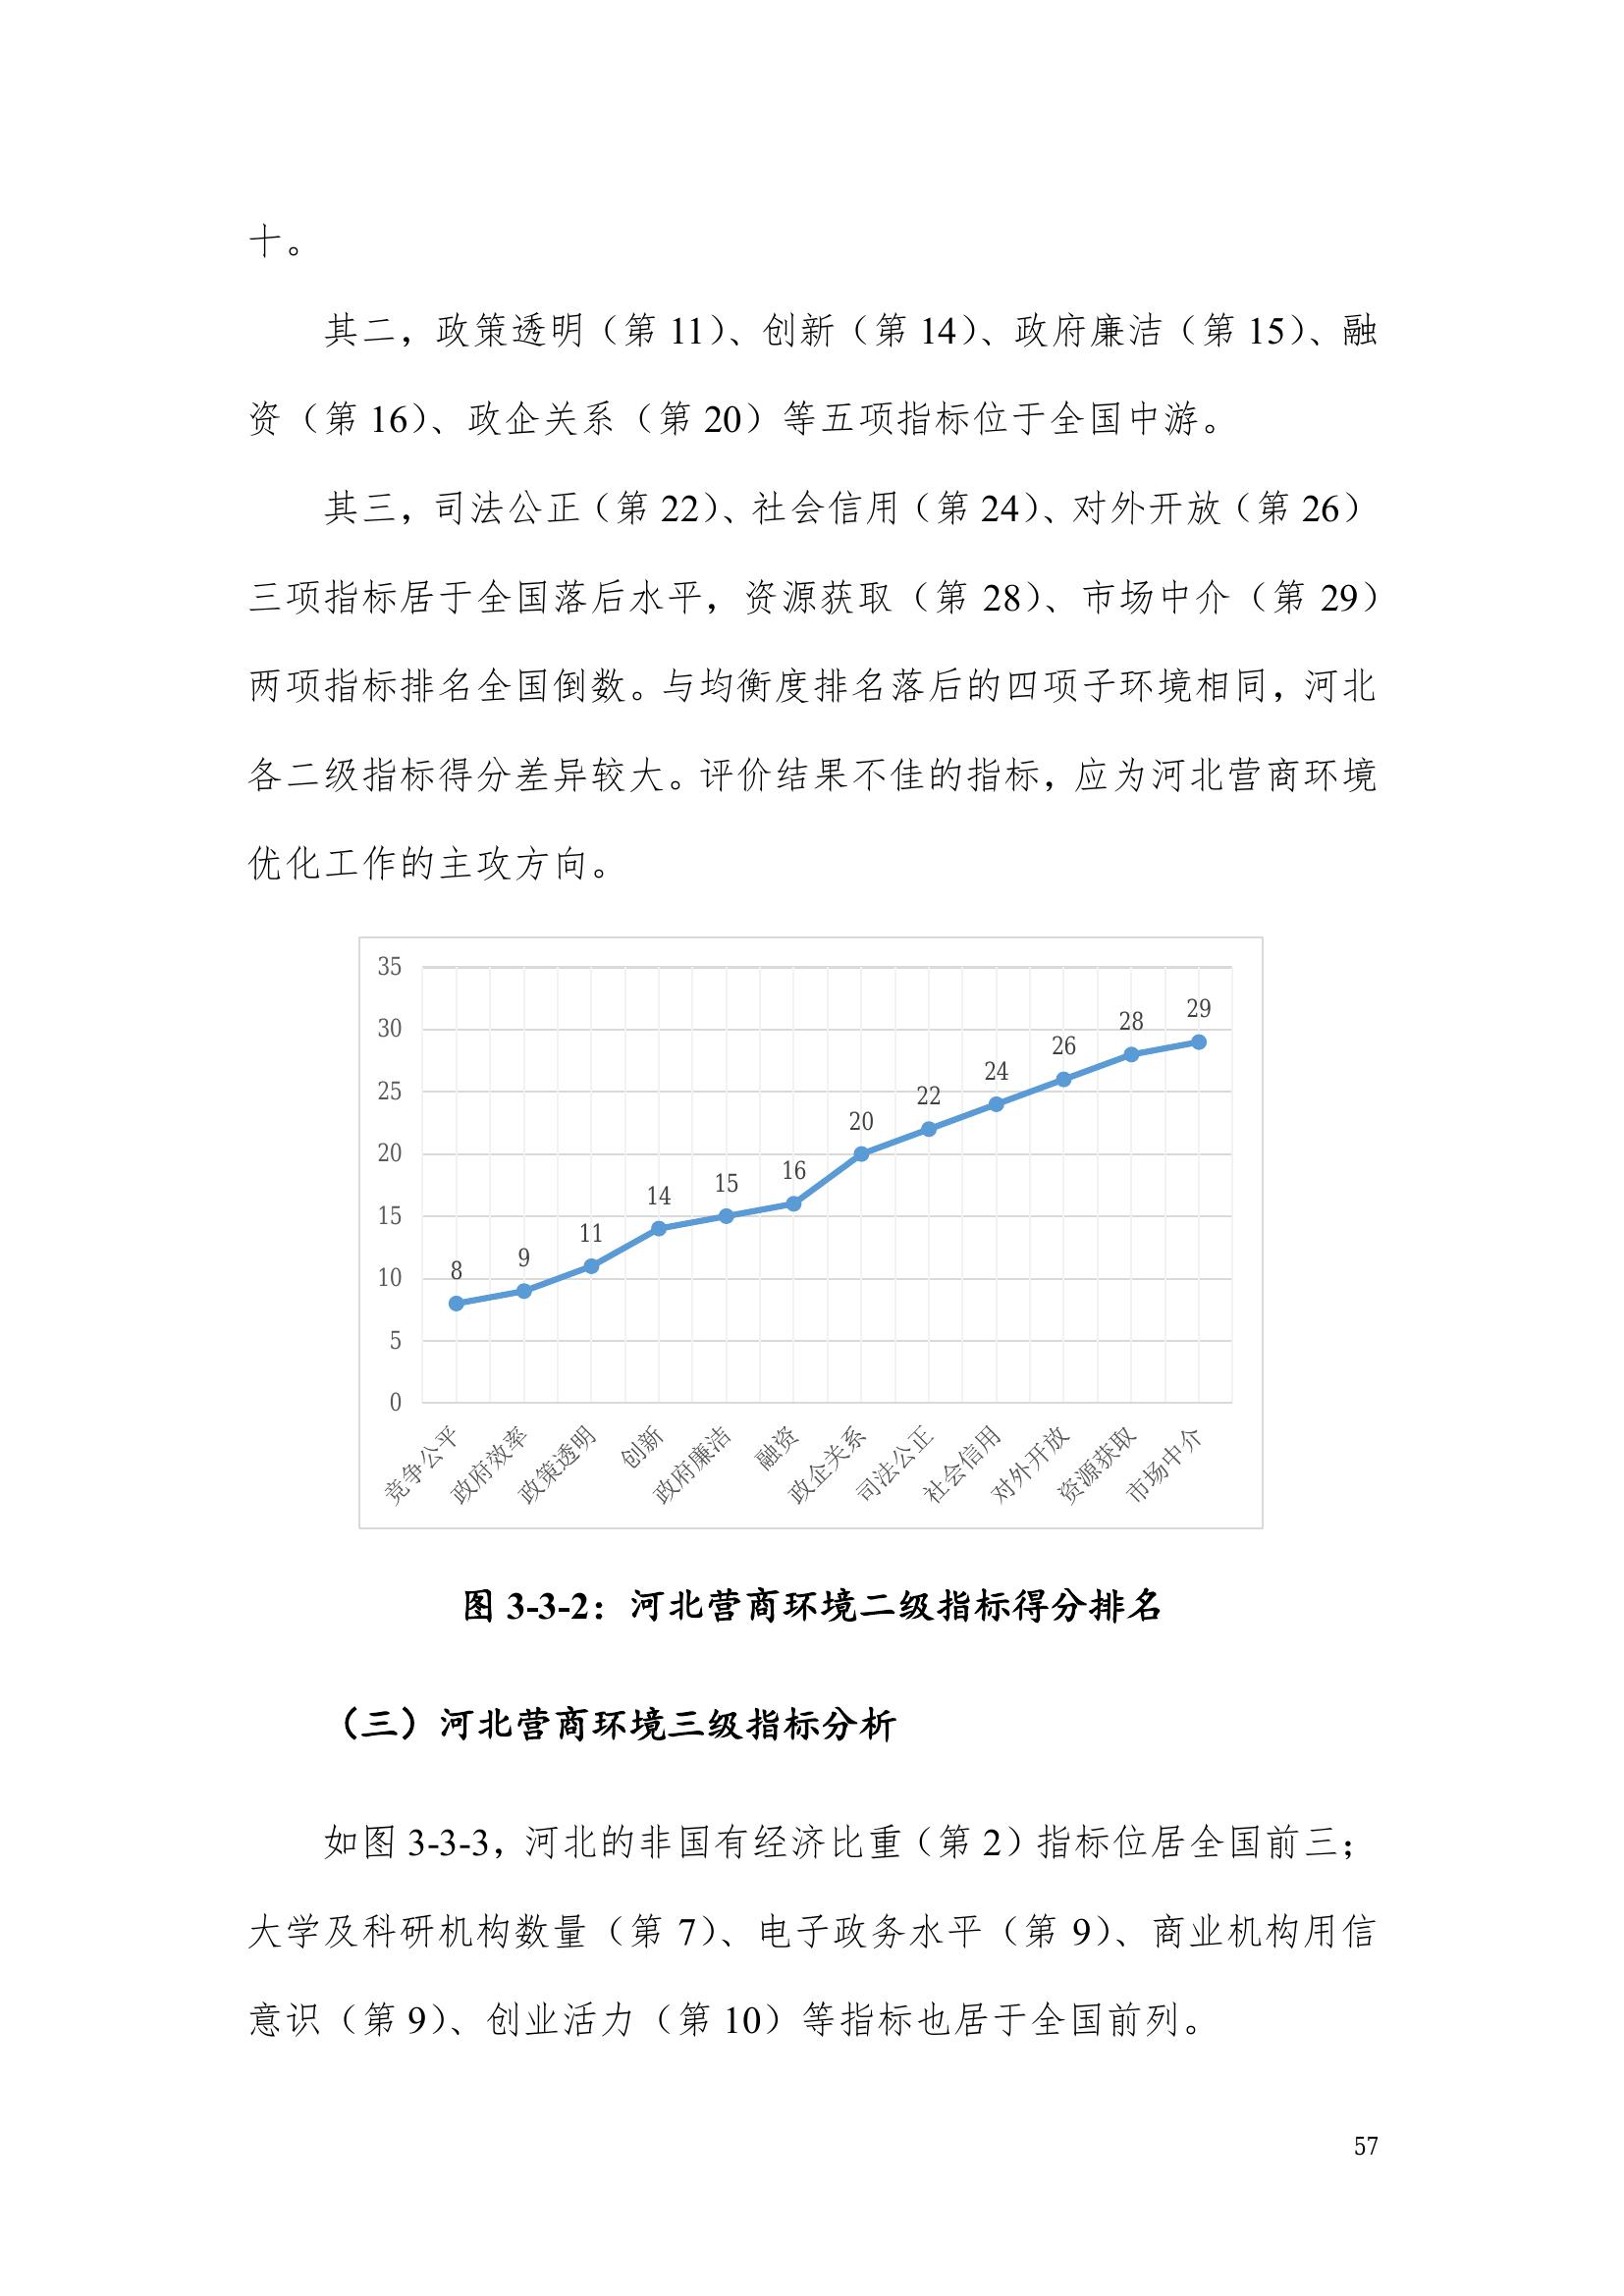 十。
其二，政策透明（第 11）、创新（第 14）、政府廉洁（第 15）、融
资（第 16）、政企关系（第 20）等五项指标位于全国中游。
其三，司法公正（第 22）、社会信用（第 24）、对外开放（第 26）
三项指标居于全国落后水平，资源获取（第 28）、市场中介（第 29）
两项指标排名全国倒数。与均衡度排名落后的四项子环境相同，河北
各二级指标得分差异较大。评价结果不佳的指标，应为河北营商环境
优化工作的主攻方向。
35
30
25
20
15
10
5
0
8
9
11
14
15
16
20
22
24
26
28
29
竞争公平
政府效率
政策透明
创新
政府廉洁
融资
政企关系
司法公正
社会信用
对外开放
资源获取
市场中介
图 3-3-2：河北营商环境二级指标得分排名
（三）河北营商环境三级指标分析
如图 3-3-3，河北的非国有经济比重（第 2）指标位居全国前三；
大学及科研机构数量（第 7）、电子政务水平（第 9）、商业机构用信
意识（第 9）、创业活力（第 10）等指标也居于全国前列。
57